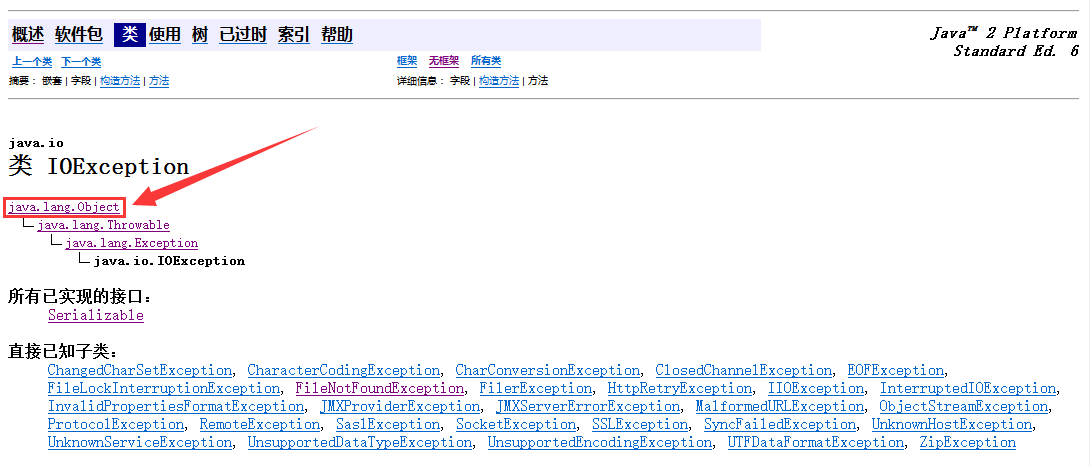 概述 软件包 类 使用 树 已过时 索引 帮助
Java™ 2 Platform
Standard Ed. 6
上一个类 下一个类
框架 无框架 所有类
摘要： 嵌套 | 字段 | 构造方法 | 方法
详细信息： 字段 | 构造方法 | 方法
java.io
类 IOException
java.lang.Object
java.lang.Throwable
java.lang.Exception
java.io.IOException
所有已实现的接口：
Serializable
直接已知子类：
ChangedCharSetException, CharacterCodingException, CharConversionException, ClosedChannelException, EOFException,
FileLockInterruptionException, FileNotFoundException, FilerException, HttpRetryException, IIOException, InterruptedIOException,
InvalidPropertiesFormatException, JMXProviderException, JMXServerErrorException, MalformedURLException, ObjectStreamException,
ProtocolException, RemoteException, SaslException, SocketException, SSLException, SyncFailedException, UnknownHostException,
UnknownServiceException, UnsupportedDataTypeException, UnsupportedEncodingException, UTFDataFormatException, ZipException